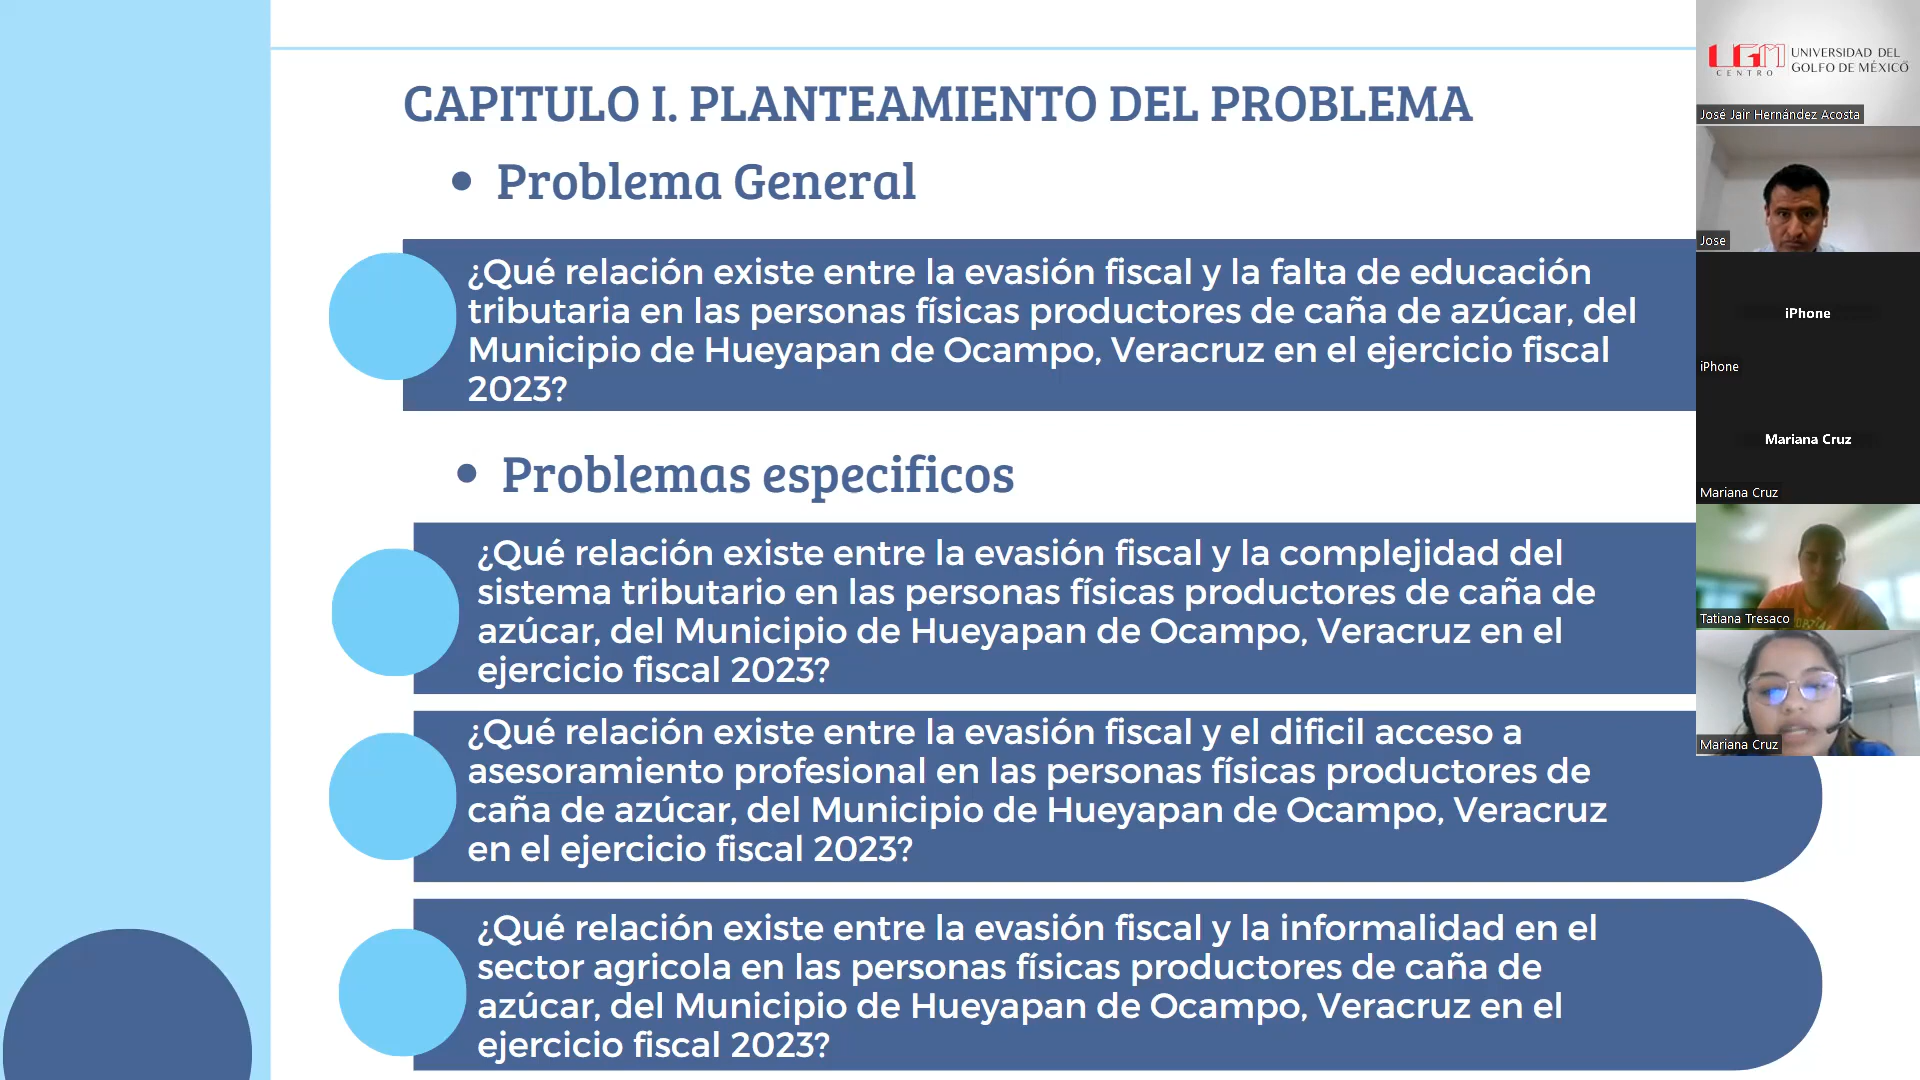 CAPITULO I. PLANTEAMIENTO DEL PROBLEMA
• Problema General
¿Qué relación existe entre la evasión fiscal y la falta de educación
tributaria en las personas físicas productores de caña de azúcar, del
Municipio de Hueyapan de Ocampo, Veracruz en el ejercicio fiscal
2023?
• Problemas especificos
¿Qué relación existe entre la evasión fiscal y la complejidad del
sistema tributario en las personas físicas productores de caña de
azúcar, del Municipio de Hueyapan de Ocampo, Veracruz en el
ejercicio fiscal 2023?
¿Qué relación existe entre la evasión fiscal y el dificil acceso a
asesoramiento profesional en las personas físicas productores de
caña de azúcar, del Municipio de Hueyapan de Ocampo, Veracruz
en el ejercicio fiscal 2023?
¿Qué relación existe entre la evasión fiscal y la informalidad en el
sector agricola en las personas físicas productores de caña de
azúcar, del Municipio de Hueyapan de Ocampo, Veracruz en el
ejercicio fiscal 2023?
UGM
CENTRO
UNIVERSIDAD DEL
GOLFO DE MÉXICO
José Jair Hernández Acosta
Jose
iPhone
iPhone
Mariana Cruz
Mariana Cruz
Tatiana Tresaco
Mariana Cruz